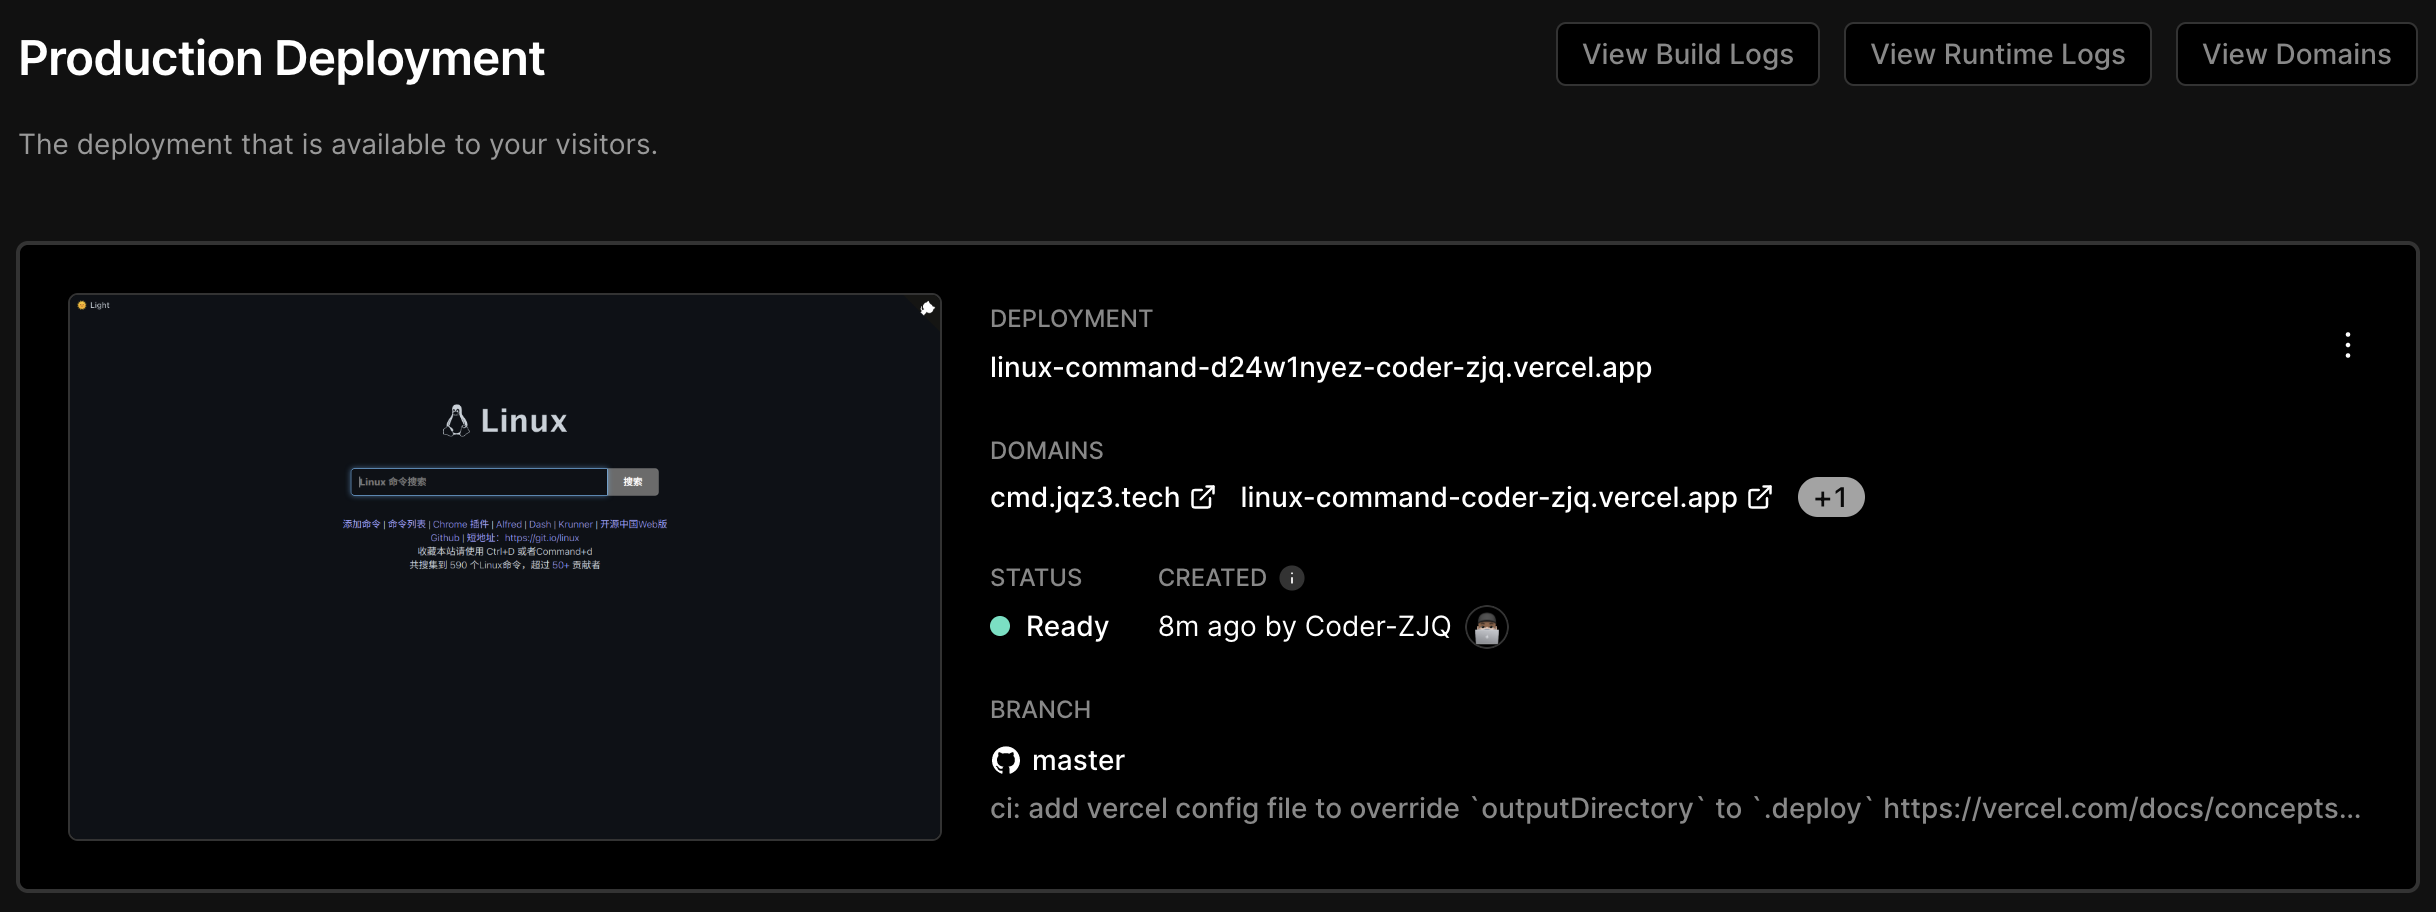 Production Deployment
View Build Logs
View Runtime Logs
View Domains
The deployment that is available to your visitors.
Light
Linux
Linux 命令搜索
搜索
添加命令 | 命令列表 | Chrome 插件 | Alfred | Dash | Krunner | 开源中国Web版
Github | 短地址：https://git.io/linux
收藏本站请使用 Ctrl+D 或者Command+d
共搜集到 590 个Linux命令，超过 50+ 贡献者
DEPLOYMENT
linux-command-d24w1nyez-coder-zjq.vercel.app
DOMAINS
cmd.jqz3.tech linux-command-coder-zjq.vercel.app +1
STATUS
Ready
CREATED
8m ago by Coder-ZJQ
BRANCH
master
ci: add vercel config file to override `outputDirectory` to `.deploy` https://vercel.com/docs/concepts...